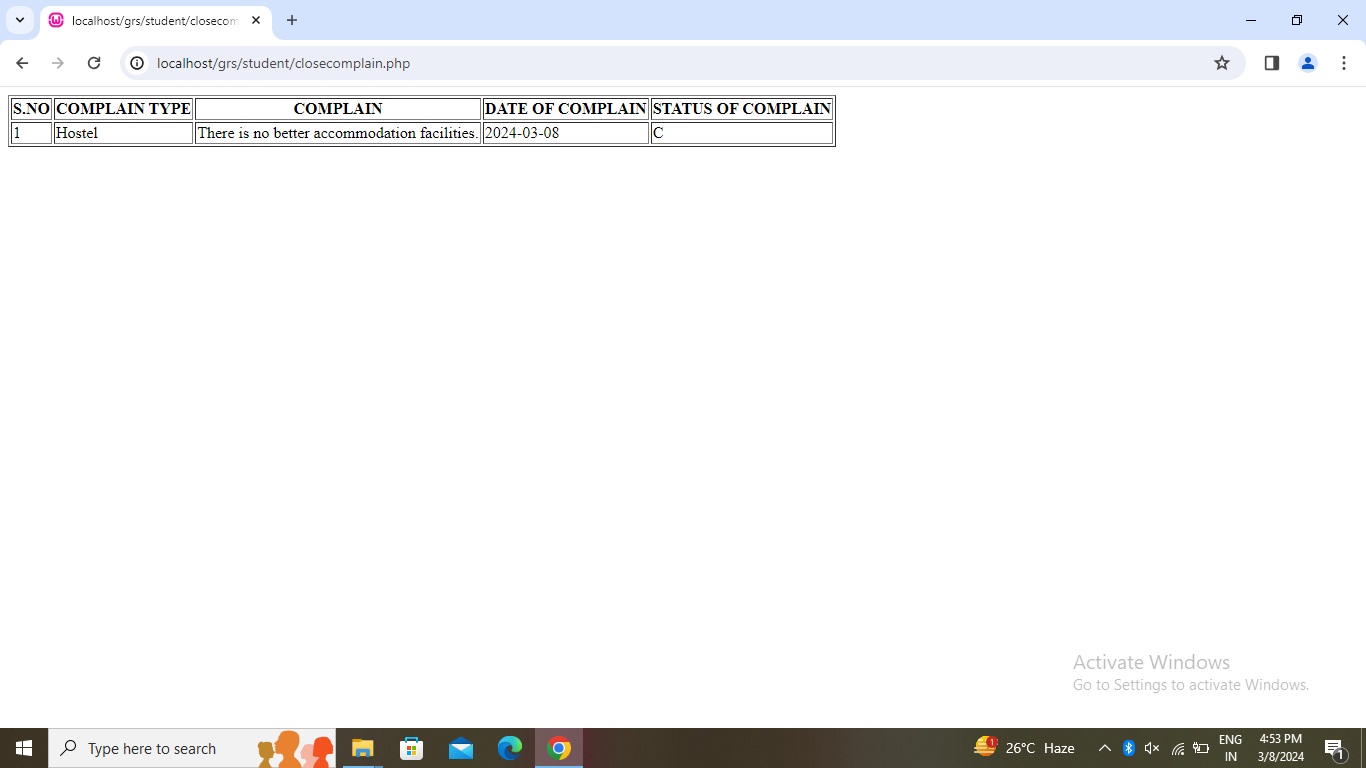 localhost/grs/student/closecom
localhost/grs/student/closecomplain.php
S.NO COMPLAIN TYPE COMPLAIN DATE OF COMPLAIN STATUS OF COMPLAIN
1 Hostel There is no better accommodation facilities. 2024-03-08 C
Activate Windows
Go to Settings to activate Windows.
Type here to search
1
26°C Haze
ENG
IN
4:53 PM
3/8/2024
1